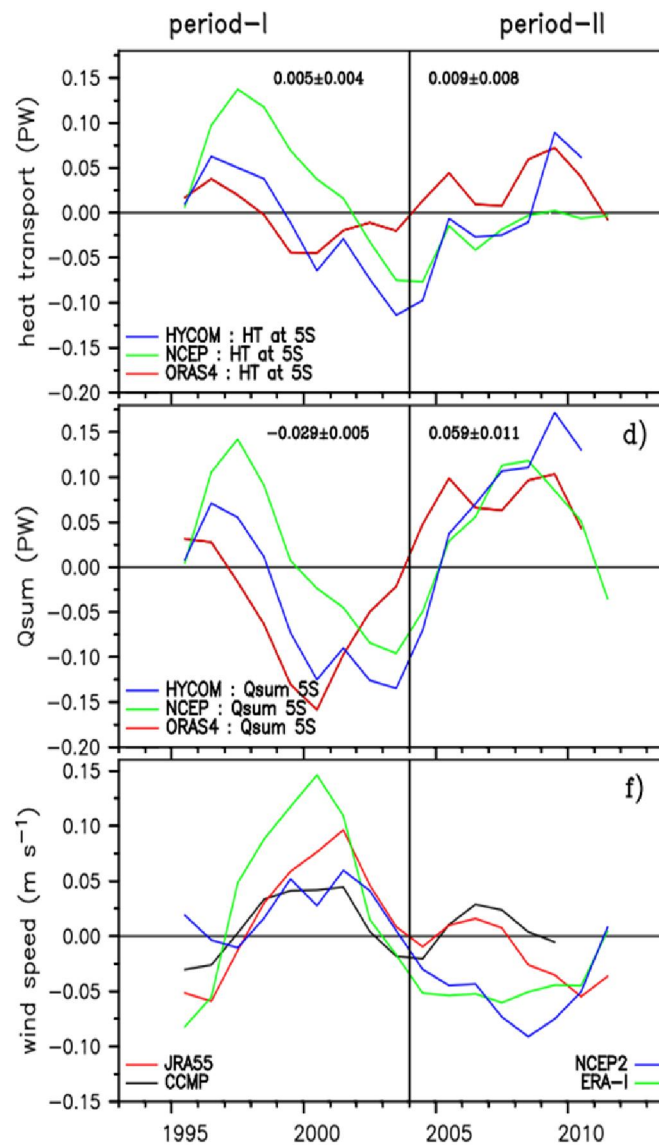 period-I period-II
0.15
0.005±0.004 0.009±0.008
0.10
0.05
0.00
-0.05
-0.10
-0.15
-0.20
heat transport (PW)
HYCOM : HT at 5S
NCEP : HT at 5S
ORAS4 : HT at 5S
d)
0.15
-0.029±0.005 0.059±0.011
0.10
0.05
0.00
-0.05
-0.10
-0.15
-0.20
Qsum (PW)
HYCOM : Qsum 5S
NCEP : Qsum 5S
ORAS4 : Qsum 5S
f)
0.15
0.10
0.05
0.00
-0.05
-0.10
-0.15
wind speed (m s⁻¹)
JRA55 NCEP2
CCMP ERA-I
1995 2000 2005 2010